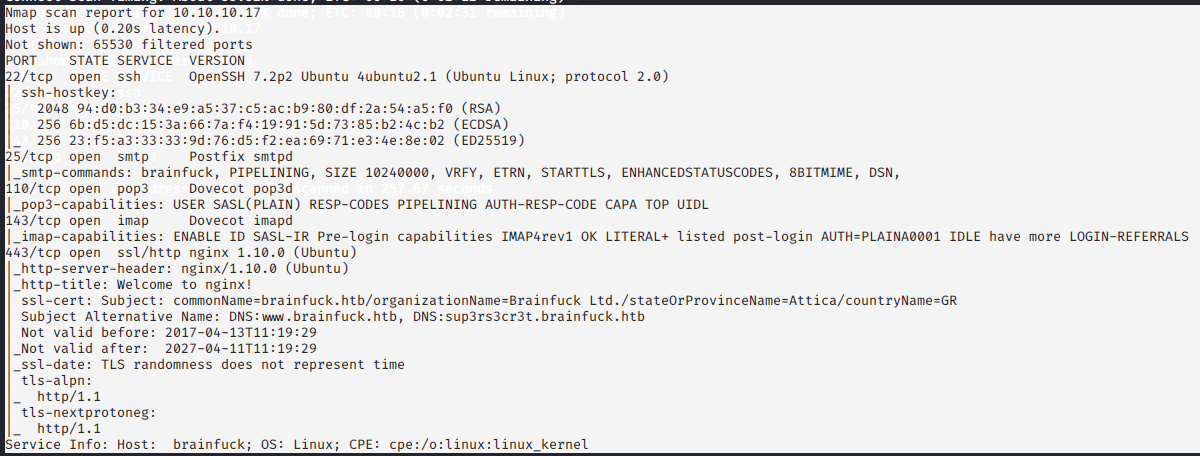 Nmap scan report for 10.10.10.17
Host is up (0.20s latency).
Not shown: 65530 filtered ports
PORT    STATE SERVICE  VERSION
22/tcp  open  ssh      OpenSSH 7.2p2 Ubuntu 4ubuntu2.1 (Ubuntu Linux; protocol 2.0)
| ssh-hostkey:
|   2048 94:d0:b3:34:e9:a5:37:c5:ac:b9:80:df:2a:54:a5:f0 (RSA)
|   256 6b:d5:dc:15:3a:66:7a:f4:19:91:5d:73:85:b2:4c:b2 (ECDSA)
|_  256 23:f5:a3:33:33:9d:76:d5:f2:ea:69:71:e3:4e:8e:02 (ED25519)
25/tcp  open  smtp     Postfix smtpd
|_smtp-commands: brainfuck, PIPELINING, SIZE 10240000, VRFY, ETRN, STARTTLS, ENHANCEDSTATUSCODES, 8BITMIME, DSN,
110/tcp open  pop3     Dovecot pop3d
|_pop3-capabilities: USER SASL(PLAIN) RESP-CODES PIPELINING AUTH-RESP-CODE CAPA TOP UIDL
143/tcp open  imap     Dovecot imapd
|_imap-capabilities: ENABLE ID SASL-IR Pre-login capabilities IMAP4rev1 OK LITERAL+ listed post-login AUTH=PLAINA0001 IDLE have more LOGIN-REFERRALS
443/tcp open  ssl/http nginx 1.10.0 (Ubuntu)
|_http-server-header: nginx/1.10.0 (Ubuntu)
|_http-title: Welcome to nginx!
| ssl-cert: Subject: commonName=brainfuck.htb/organizationName=Brainfuck Ltd./stateOrProvinceName=Attica/countryName=GR
| Subject Alternative Name: DNS:www.brainfuck.htb, DNS:sup3rs3cr3t.brainfuck.htb
| Not valid before: 2017-04-13T11:19:29
|_Not valid after:  2027-04-11T11:19:29
|_ssl-date: TLS randomness does not represent time
| tls-alpn:
|_  http/1.1
| tls-nextprotoneg:
|_  http/1.1
Service Info: Host:  brainfuck; OS: Linux; CPE: cpe:/o:linux:linux_kernel